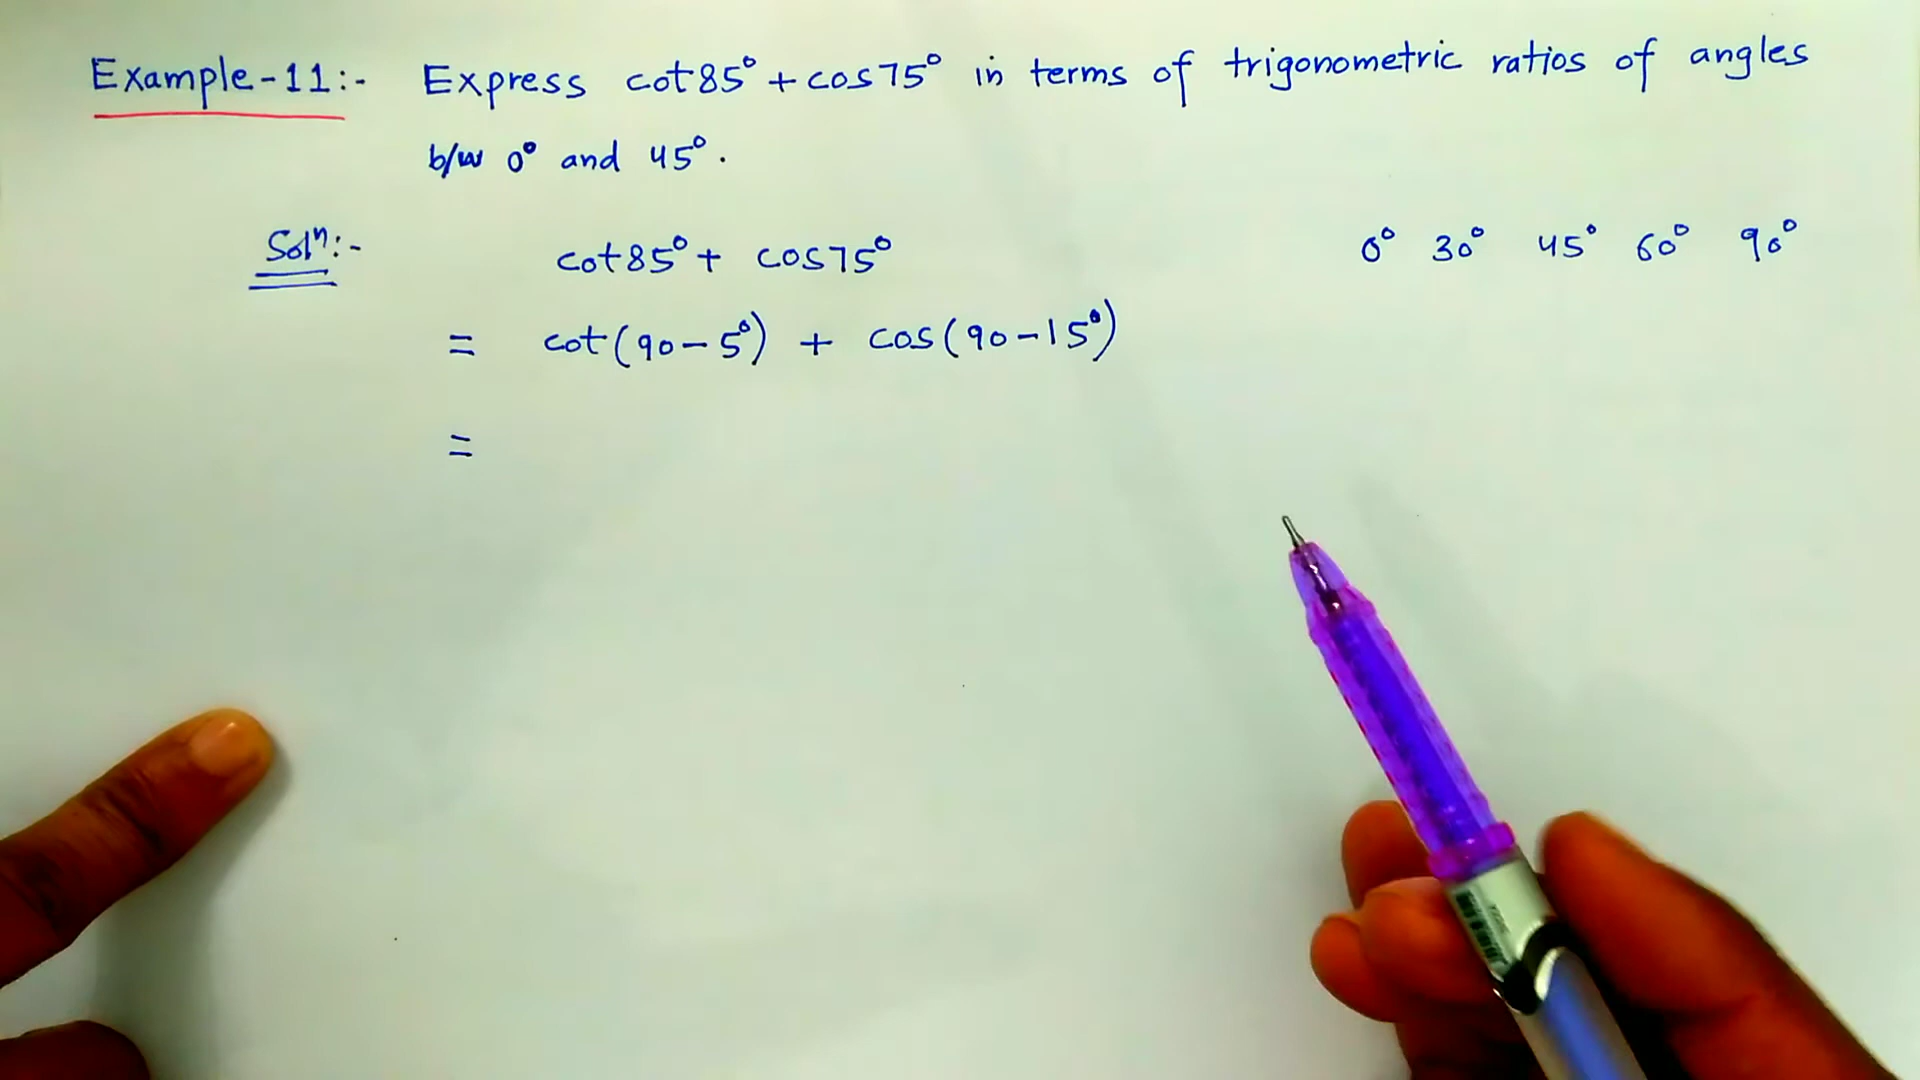 Example-11:- Express cot85° + cos75° in terms of trigonometric ratios of angles
b/w 0° and 45°.
Solⁿ:- cot85° + cos75° 0° 30° 45° 60° 90°
= cot(90-5°) + cos(90-15°)
=